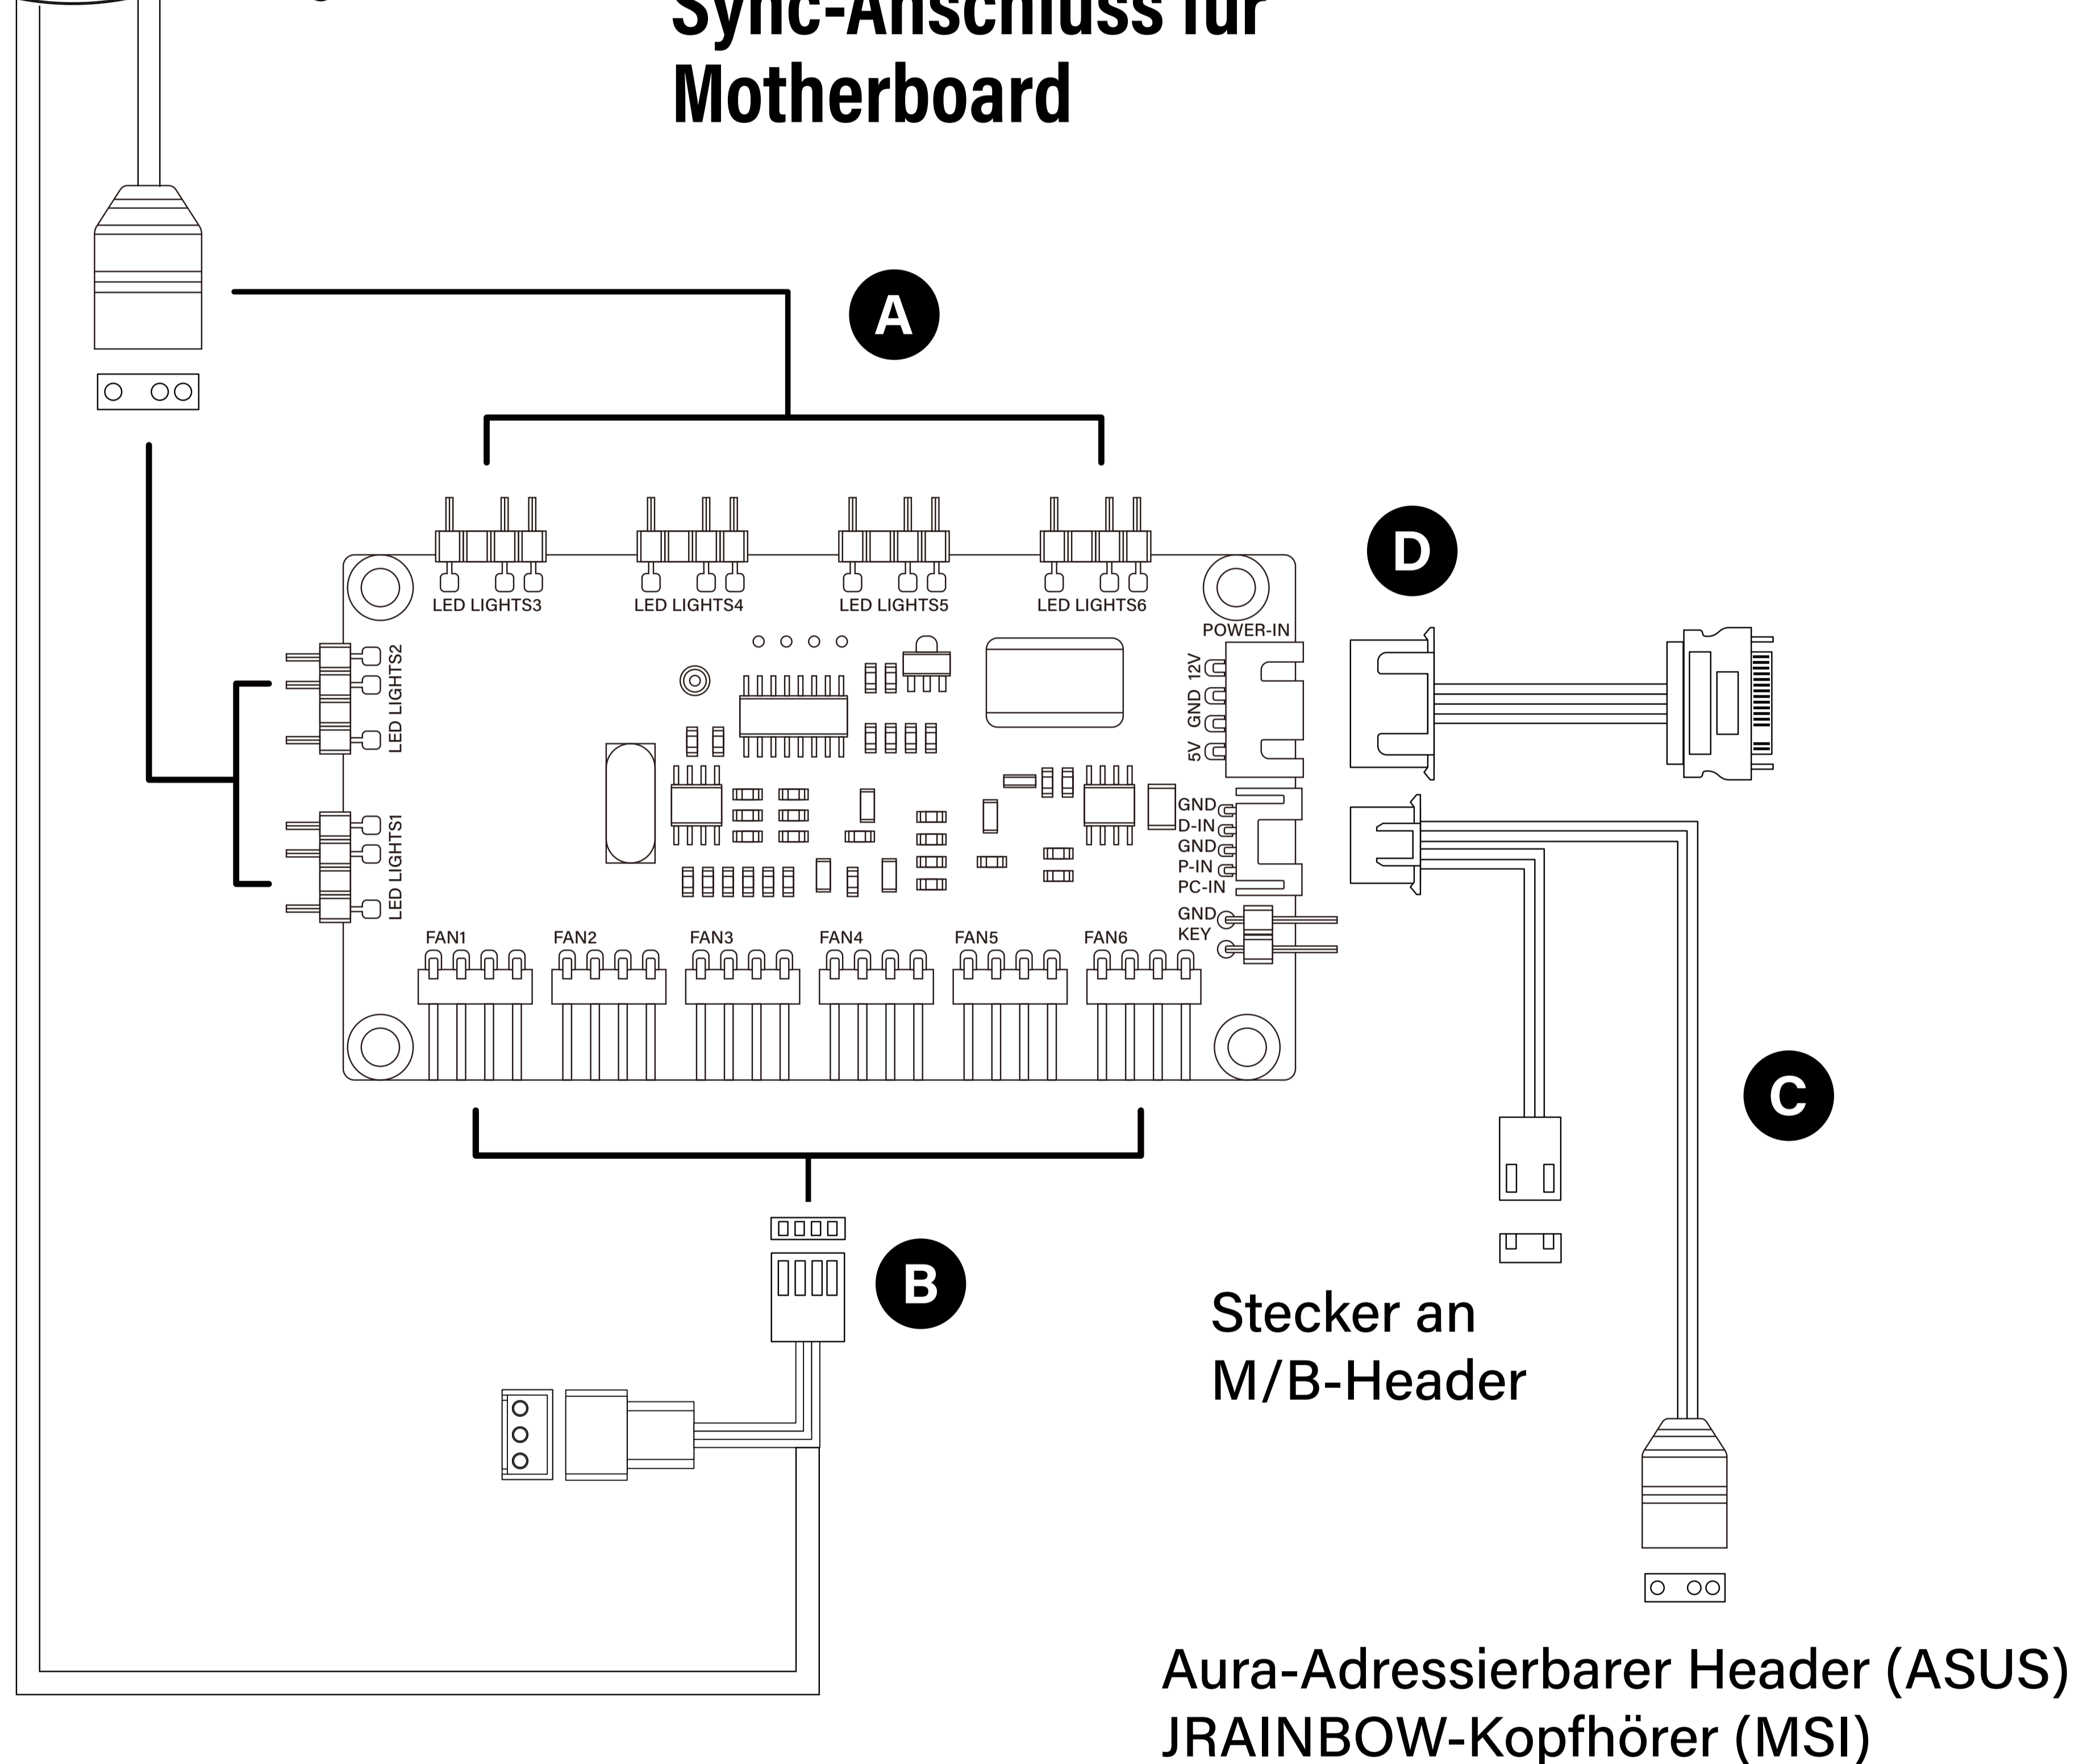 Sync-Anschluss für
Motherboard
A
LED LIGHTS3
LED LIGHTS4
LED LIGHTS5
LED LIGHTS6
D
POWER-IN
12V
GND
5V
LED LIGHTS2
LED LIGHTS1
GND
D-IN
GND
P-IN
PC-IN
GND
KEY
FAN1
FAN2
FAN3
FAN4
FAN5
FAN6
C
B
Stecker an
M/B-Header
Aura-Adressierbarer Header (ASUS)
JRAINBOW-Kopfhörer (MSI)